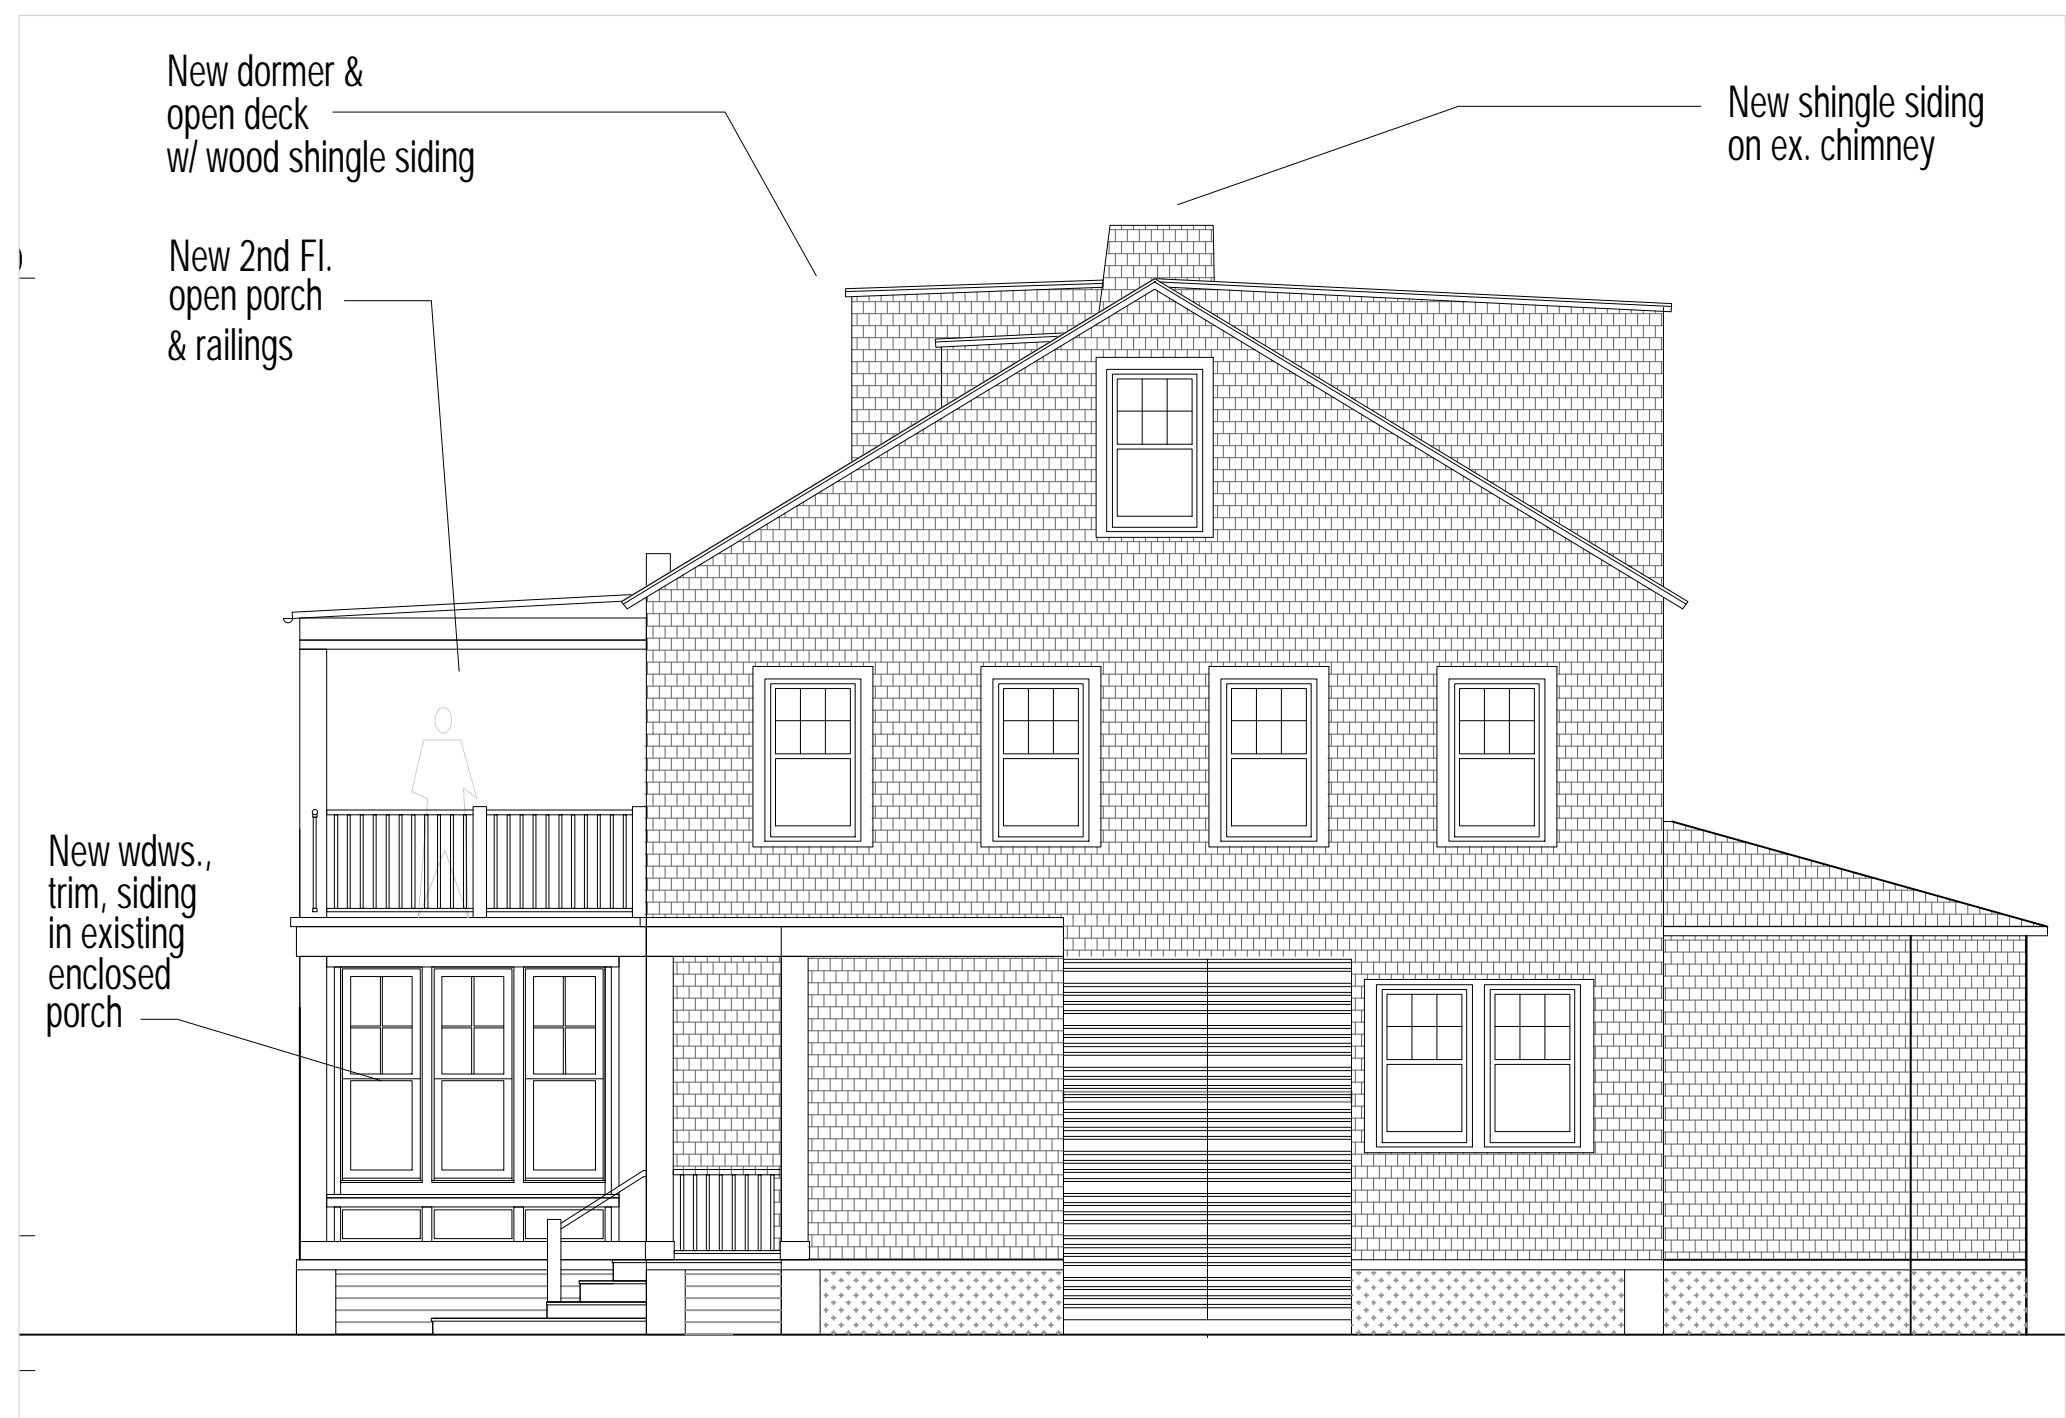 New dormer &
open deck
w/ wood shingle siding
New shingle siding
on ex. chimney
New 2nd Fl.
open porch
& railings
New wdws.,
trim, siding
in existing
enclosed
porch